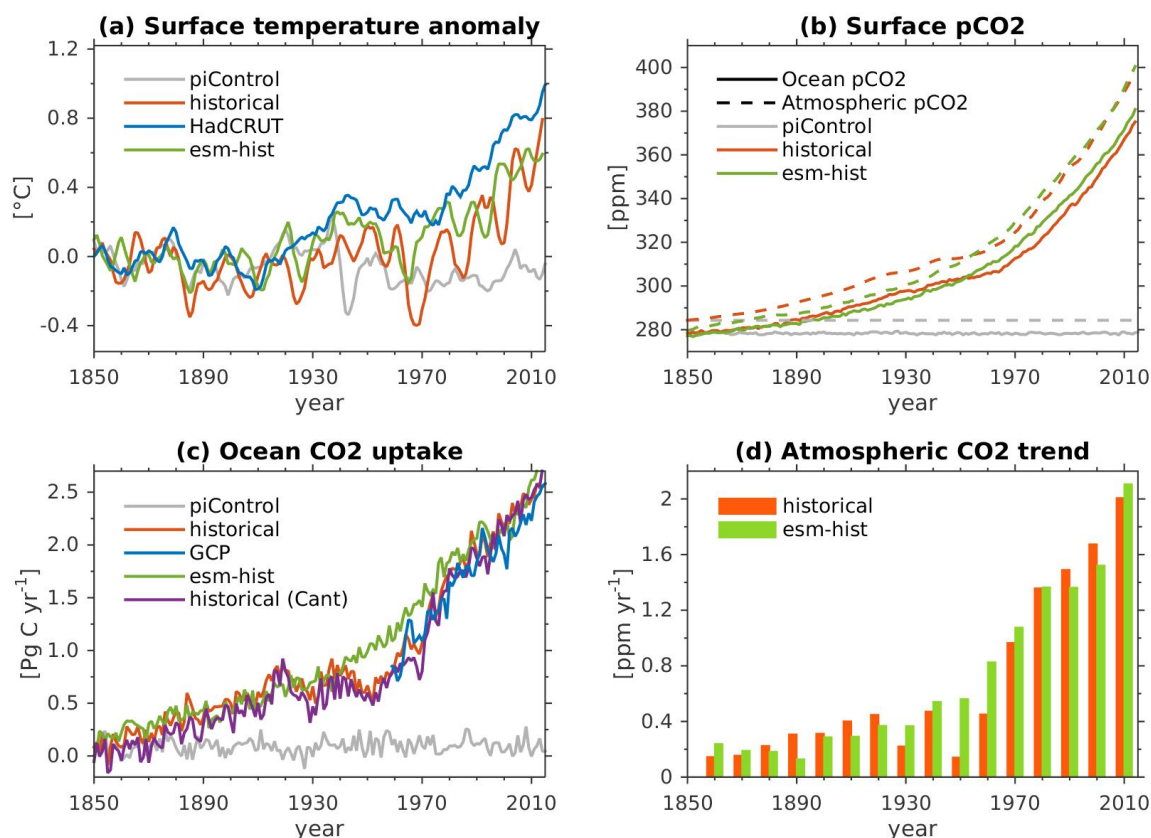 (a) Surface temperature anomaly
1.2
0.8
0.4
0.0
-0.4
[°C]
piControl
historical
HadCRUT
esm-hist
1850 1890 1930 1970 2010
year
(b) Surface pCO2
400
380
360
340
320
300
280
[ppm]
Ocean pCO2
Atmospheric pCO2
piControl
historical
esm-hist
1850 1890 1930 1970 2010
year
(c) Ocean CO2 uptake
2.5
2.0
1.5
1.0
0.5
0.0
[Pg C yr-1]
piControl
historical
GCP
esm-hist
historical (Cant)
1850 1890 1930 1970 2010
year
(d) Atmospheric CO2 trend
2
1.6
1.2
0.8
0.4
0
[ppm yr-1]
historical
esm-hist
1850 1890 1930 1970 2010
year